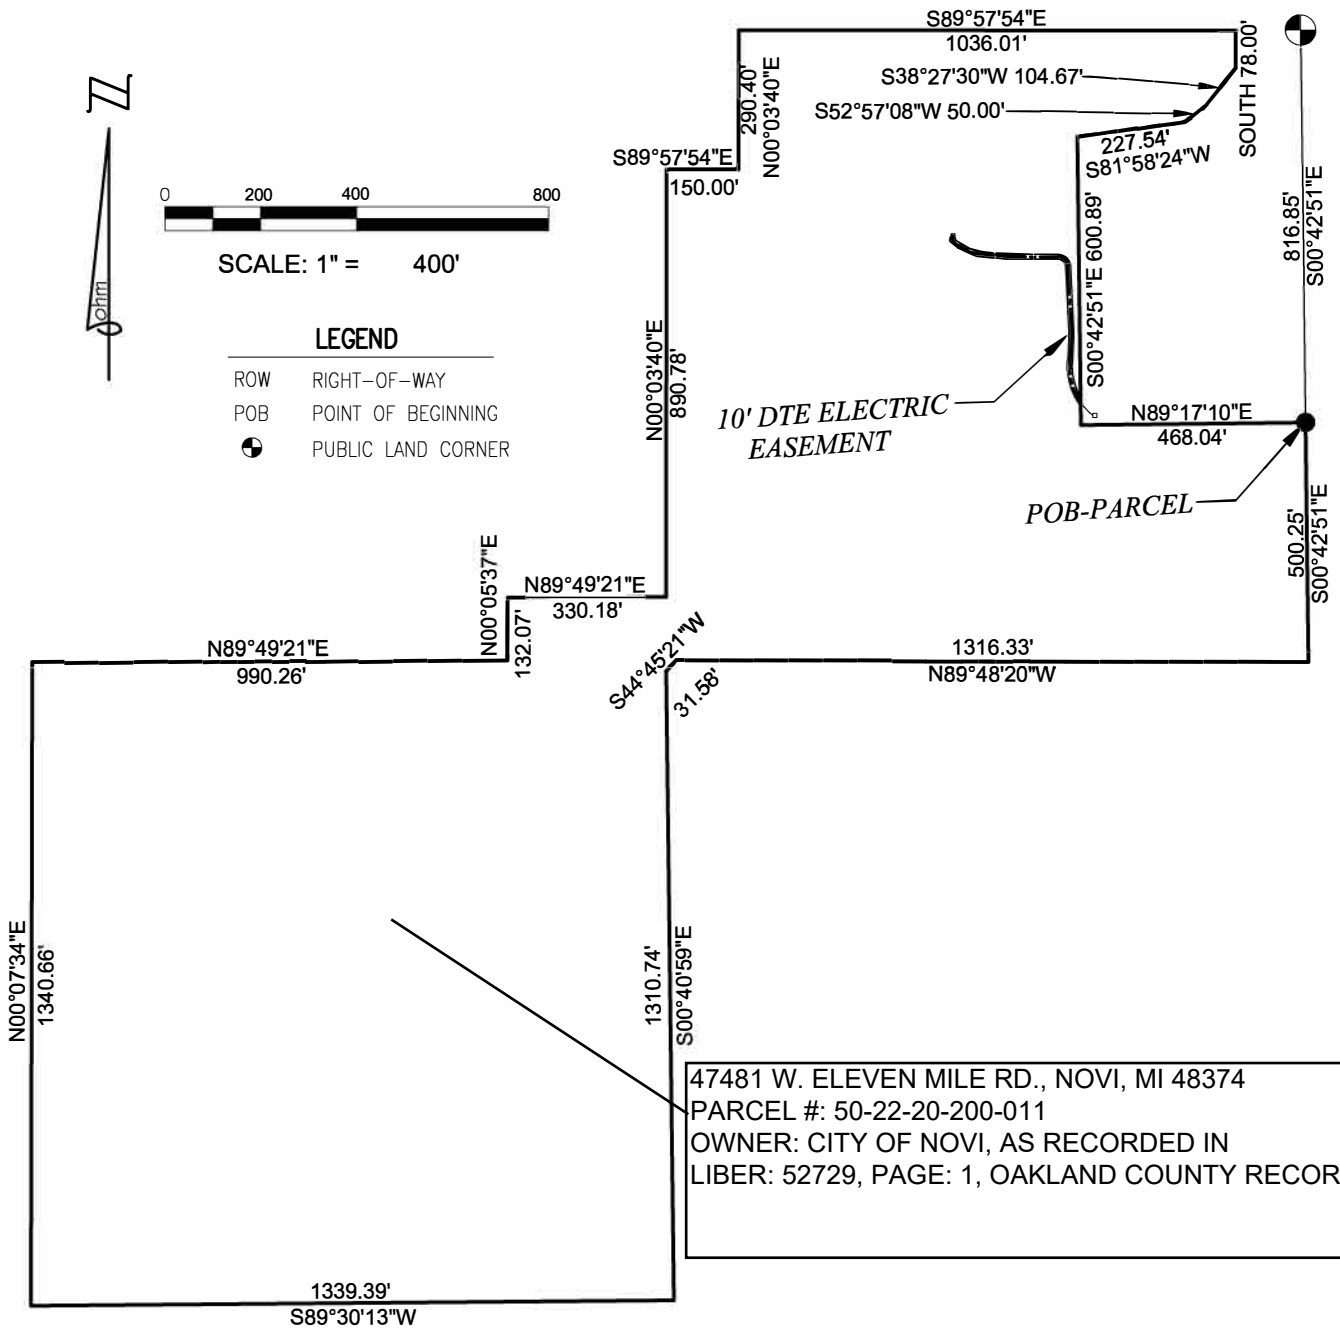 S89°57'54"E
1036.01'
SOUTH 78.00'
S38°27'30"W 104.67'
S52°57'08"W 50.00'
227.54'
S81°58'24"W
290.40'
N00°03'40"E
S89°57'54"E
150.00'
816.85'
S00°42'51"E
0 200 400 800
SCALE: 1" = 400'
ohm
LEGEND
ROW RIGHT-OF-WAY
POB POINT OF BEGINNING
PUBLIC LAND CORNER
N00°03'40"E
890.78'
S00°42'51"E 600.89'
10' DTE ELECTRIC
EASEMENT
N89°17'10"E
468.04'
POB-PARCEL
500.25'
S00°42'51"E
N00°05'37"E
132.07'
N89°49'21"E
330.18'
N89°49'21"E
990.26'
S44°45'21"W
31.58'
1316.33'
N89°48'20"W
N00°07'34"E
1340.66'
1310.74'
S00°40'59"E
47481 W. ELEVEN MILE RD., NOVI, MI 48374
PARCEL #: 50-22-20-200-011
OWNER: CITY OF NOVI, AS RECORDED IN
LIBER: 52729, PAGE: 1, OAKLAND COUNTY RECOR
1339.39'
S89°30'13"W